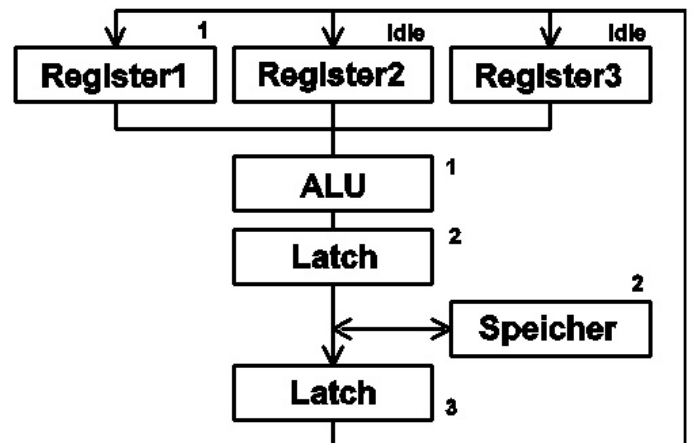 1 Idle Idle
Register1 Register2 Register3
ALU 1
Latch 2
2
Speicher
Latch 3